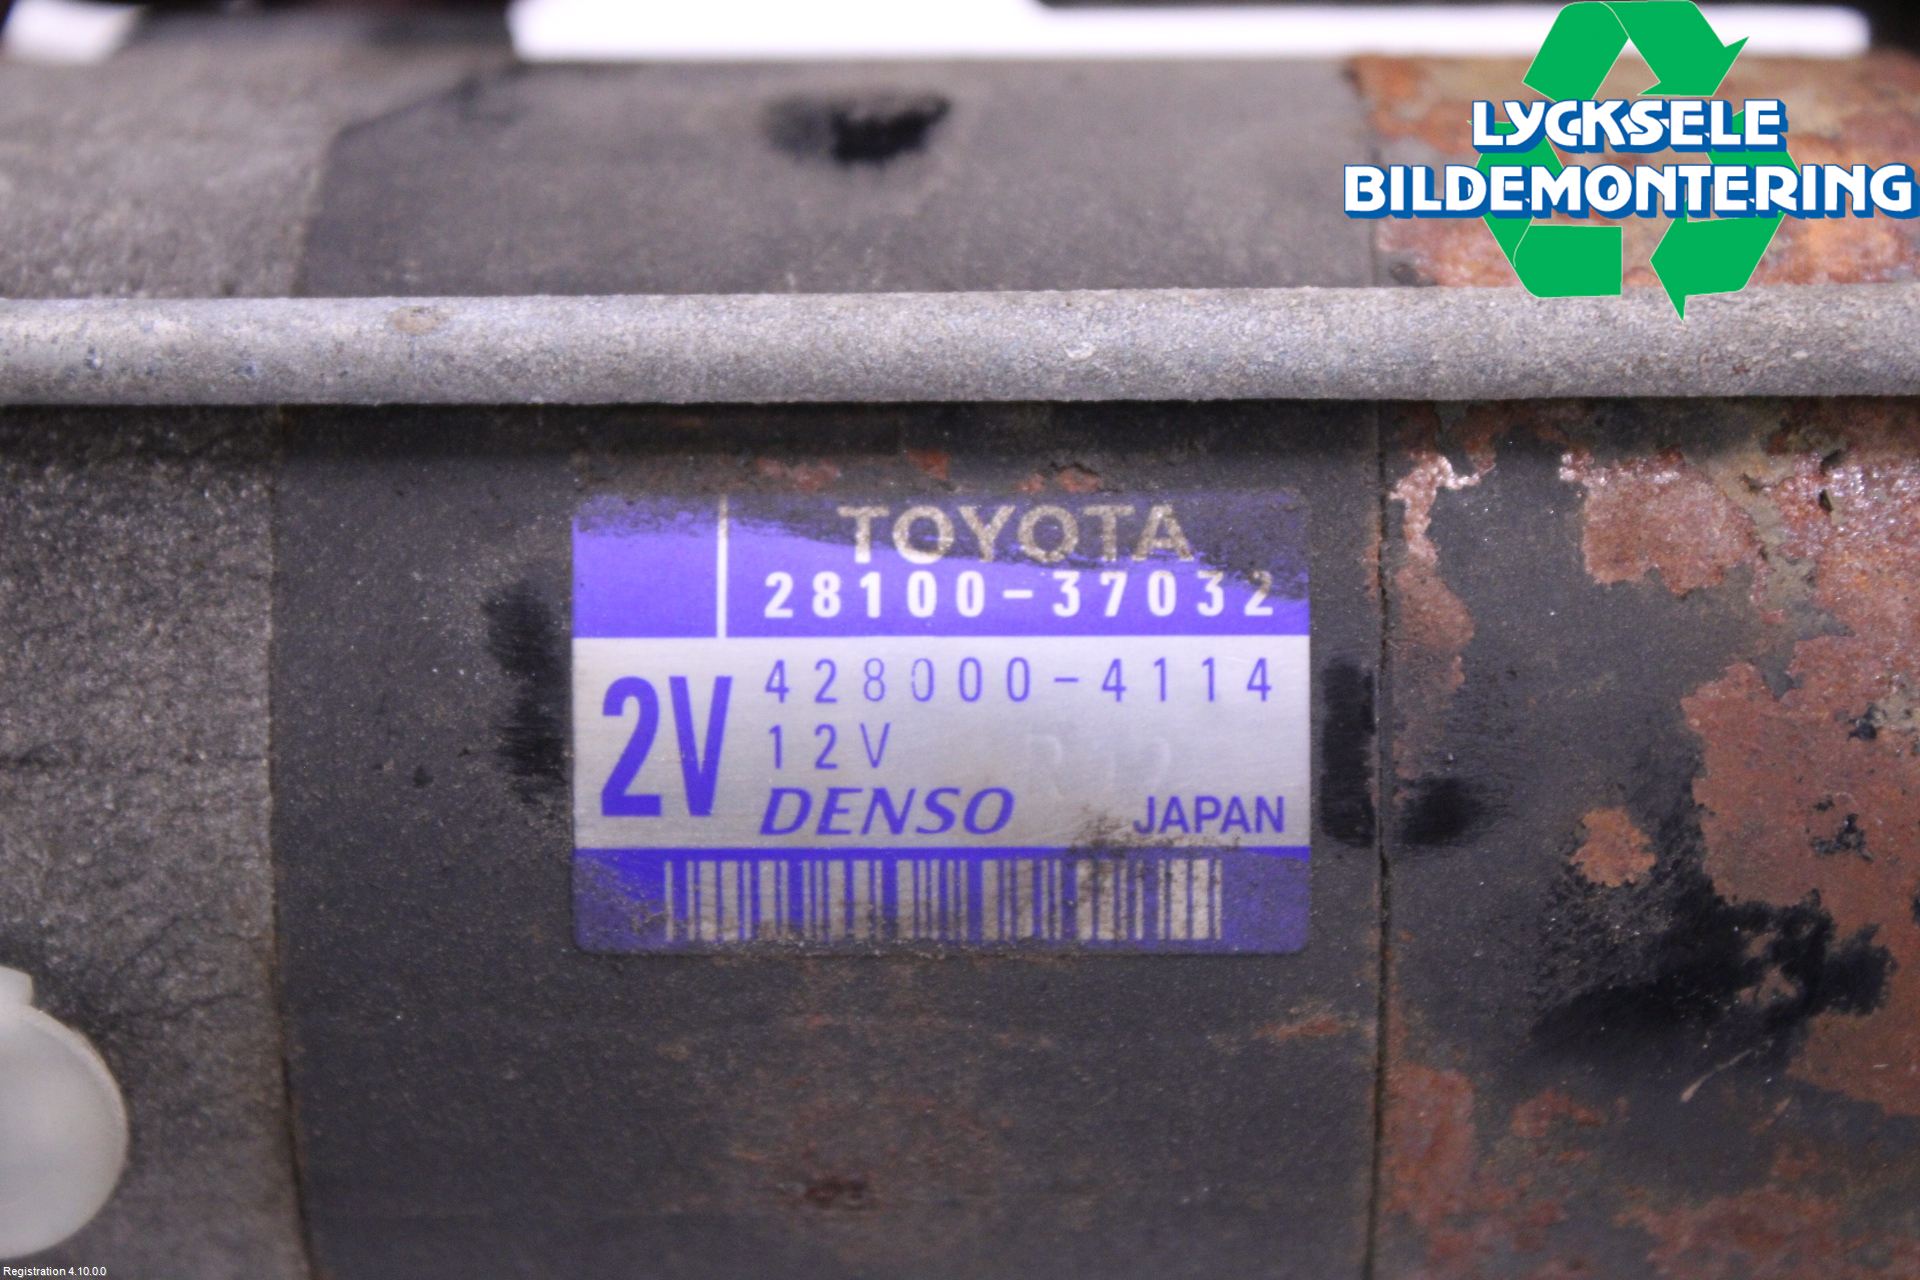 LYCKSELE
BILDEMONTERING
TOYOTA
28100-37032
2V
428000-4114
12V
DENSO JAPAN
Registration 4.10.0.0